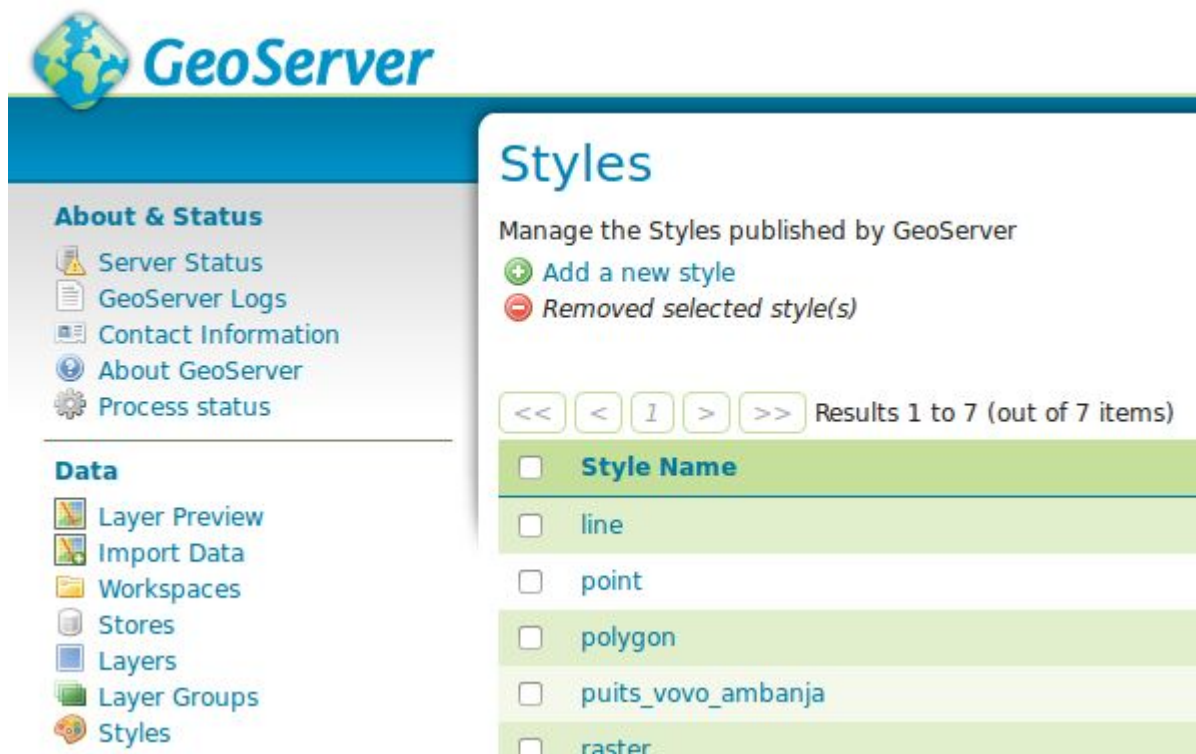 GeoServer
Styles
Manage the Styles published by GeoServer
Add a new style
Removed selected style(s)
<< < 1 > >> Results 1 to 7 (out of 7 items)
Style Name
line
point
polygon
puits_vovo_ambanja
raster
About & Status
Server Status
GeoServer Logs
Contact Information
About GeoServer
Process status
Data
Layer Preview
Import Data
Workspaces
Stores
Layers
Layer Groups
Styles